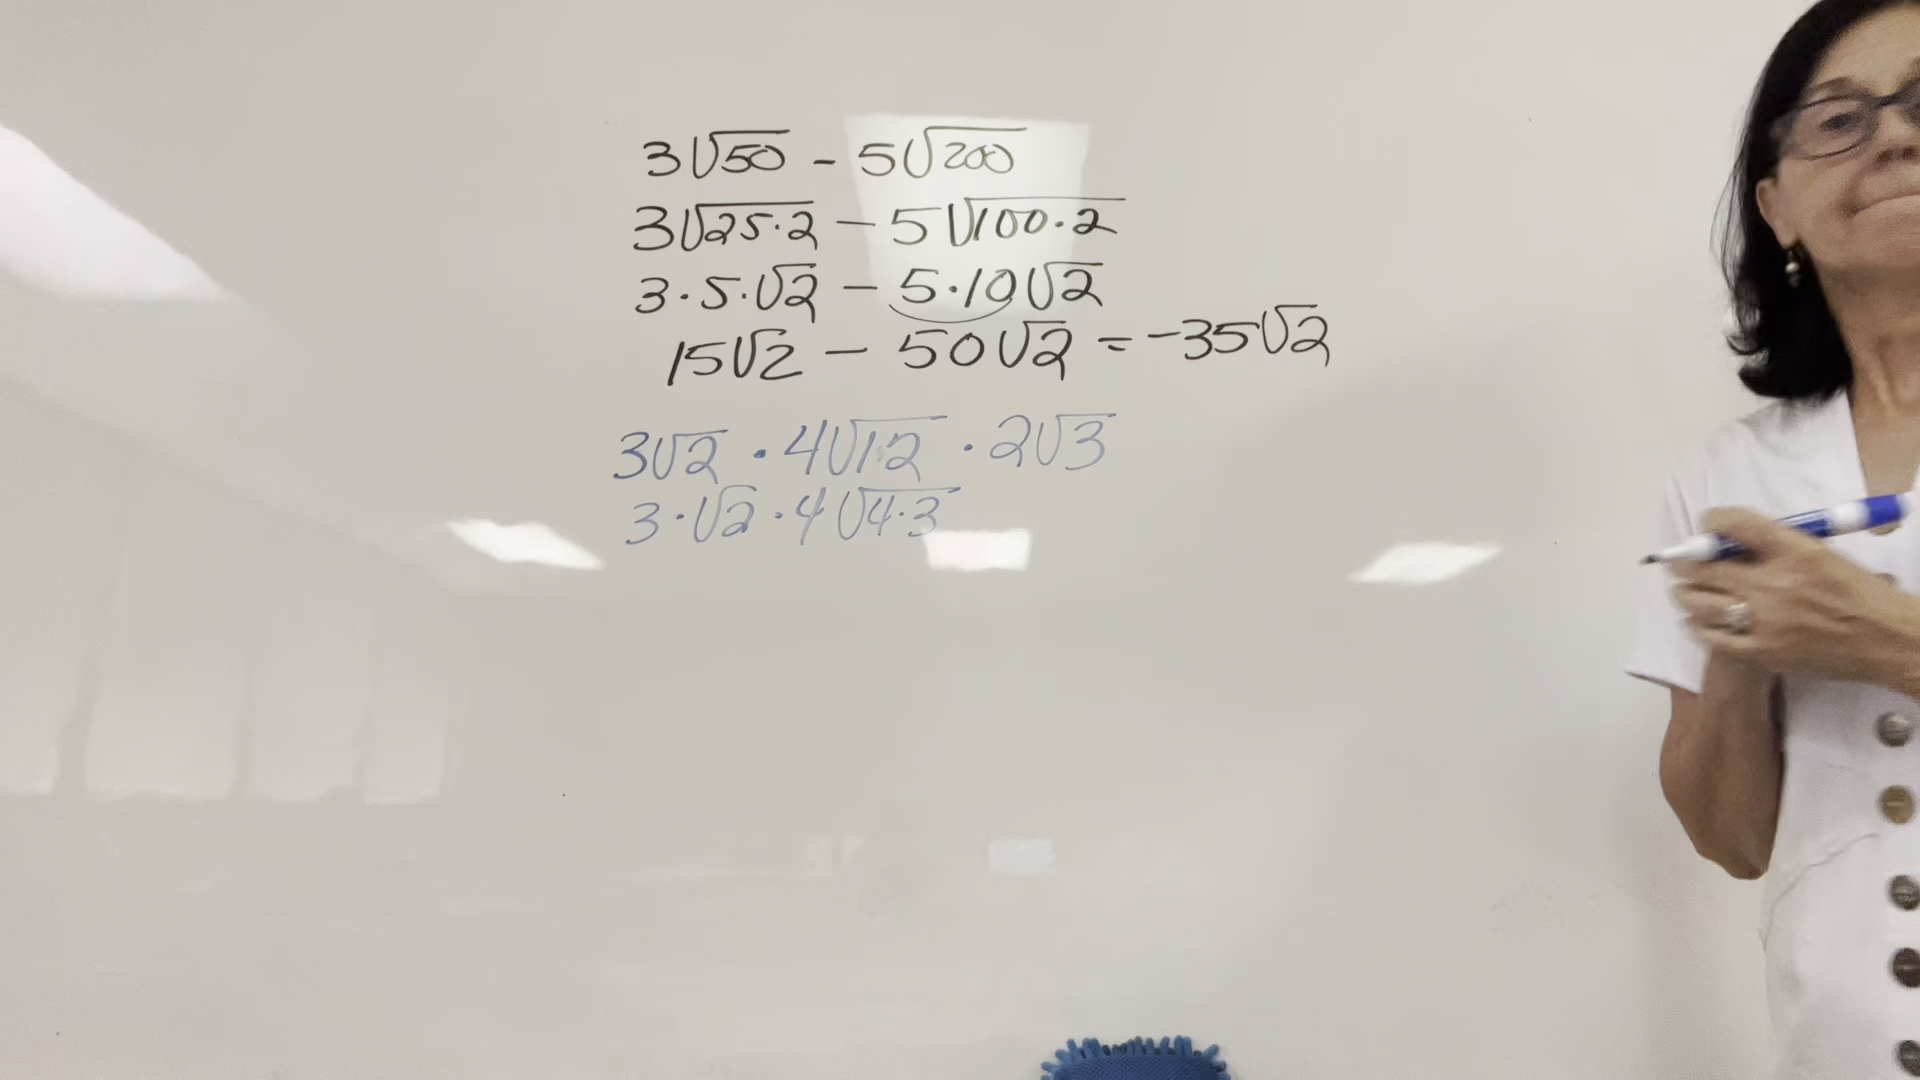 3√50 - 5√200
3√25·2 - 5√100·2
3·5·√2 - 5·10√2
15√2 - 50√2 = -35√2
3√2 · 4√12 · 2√3
3·√2·4√4·3